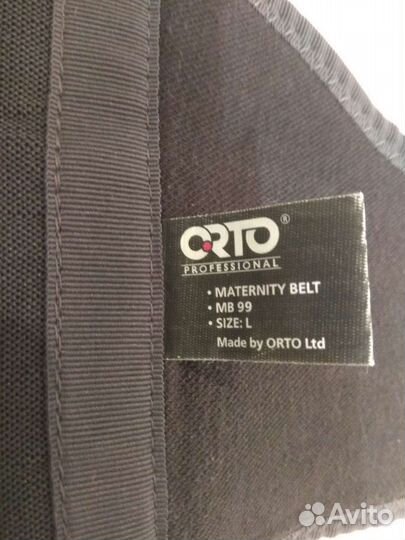 ORTO®
PROFESSIONAL
• MATERNITY BELT
• MB 99
• SIZE: L
Made by ORTO Ltd
Avito